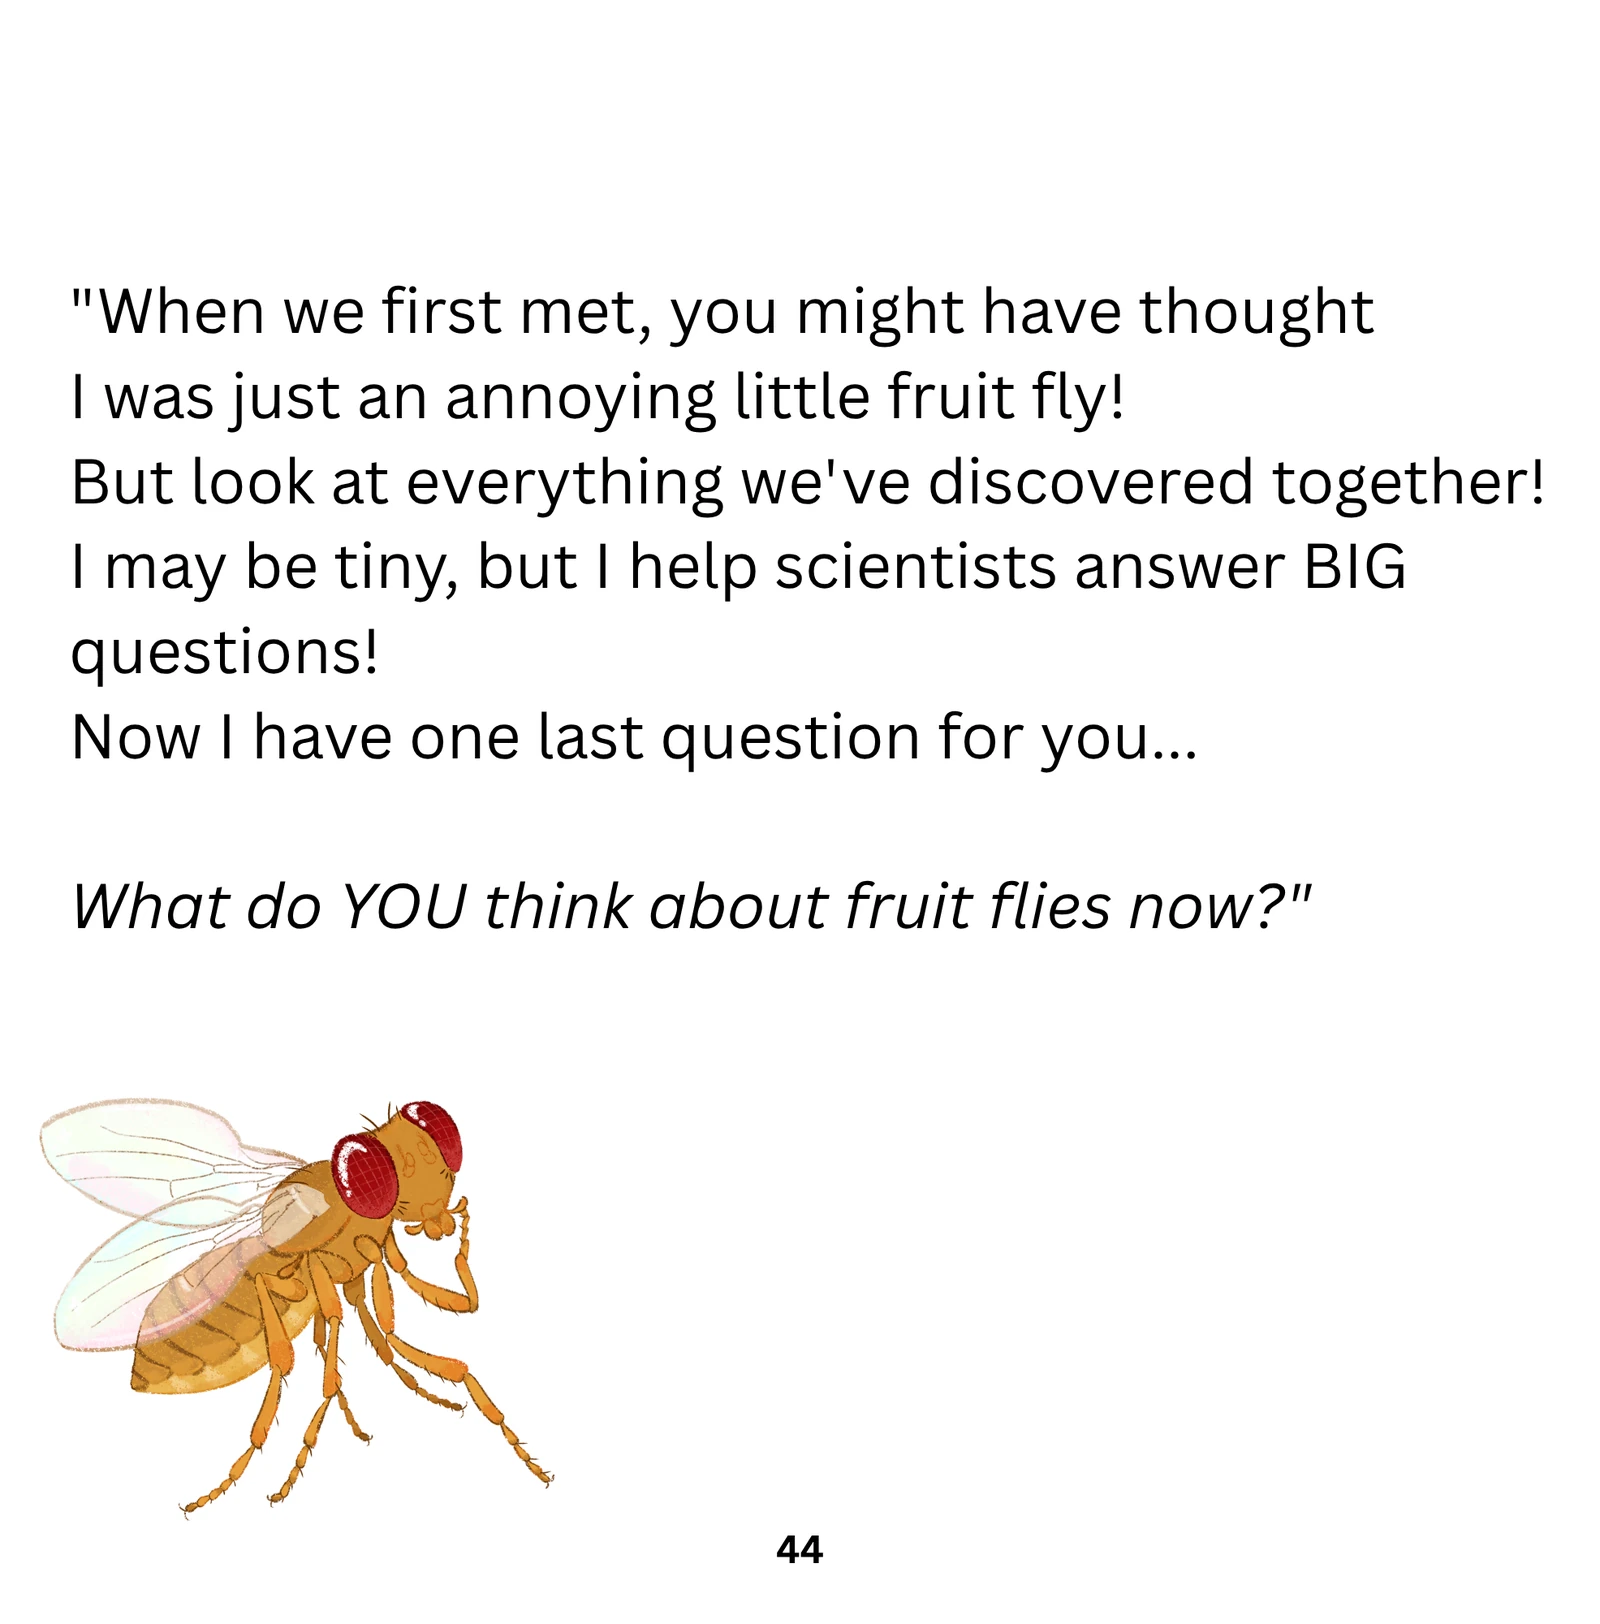 "When we first met, you might have thought
I was just an annoying little fruit fly!
But look at everything we've discovered together!
I may be tiny, but I help scientists answer BIG
questions!
Now I have one last question for you...
What do YOU think about fruit flies now?"
44